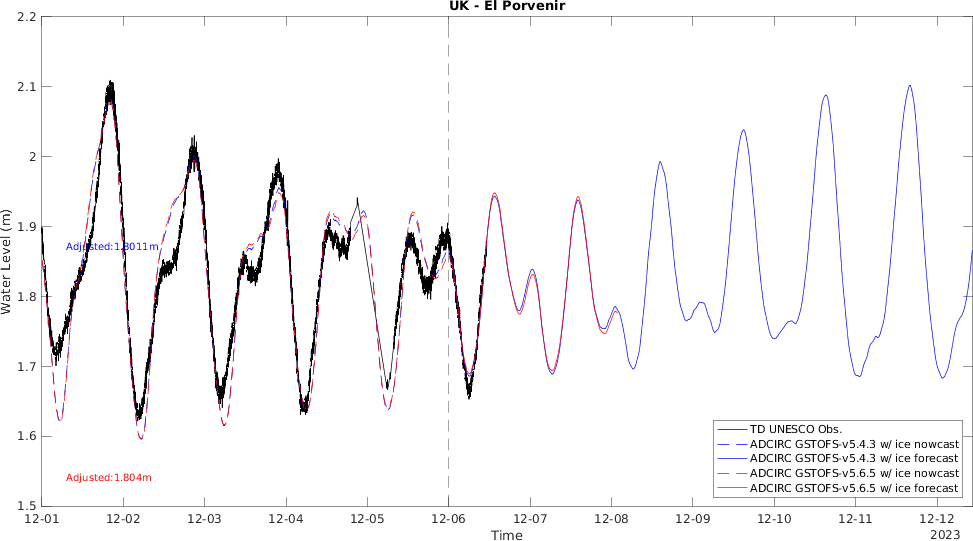 UK - El Porvenir
2.2
2.1
2
1.9
1.8
1.7
1.6
1.5
Water Level (m)
Adjusted:1.8011m
Adjusted:1.804m
TD UNESCO Obs.
ADCIRC GSTOFS-v5.4.3 w/ ice nowcast
ADCIRC GSTOFS-v5.4.3 w/ ice forecast
ADCIRC GSTOFS-v5.6.5 w/ ice nowcast
ADCIRC GSTOFS-v5.6.5 w/ ice forecast
12-01 12-02 12-03 12-04 12-05 12-06 12-07 12-08 12-09 12-10 12-11 12-12
Time
2023